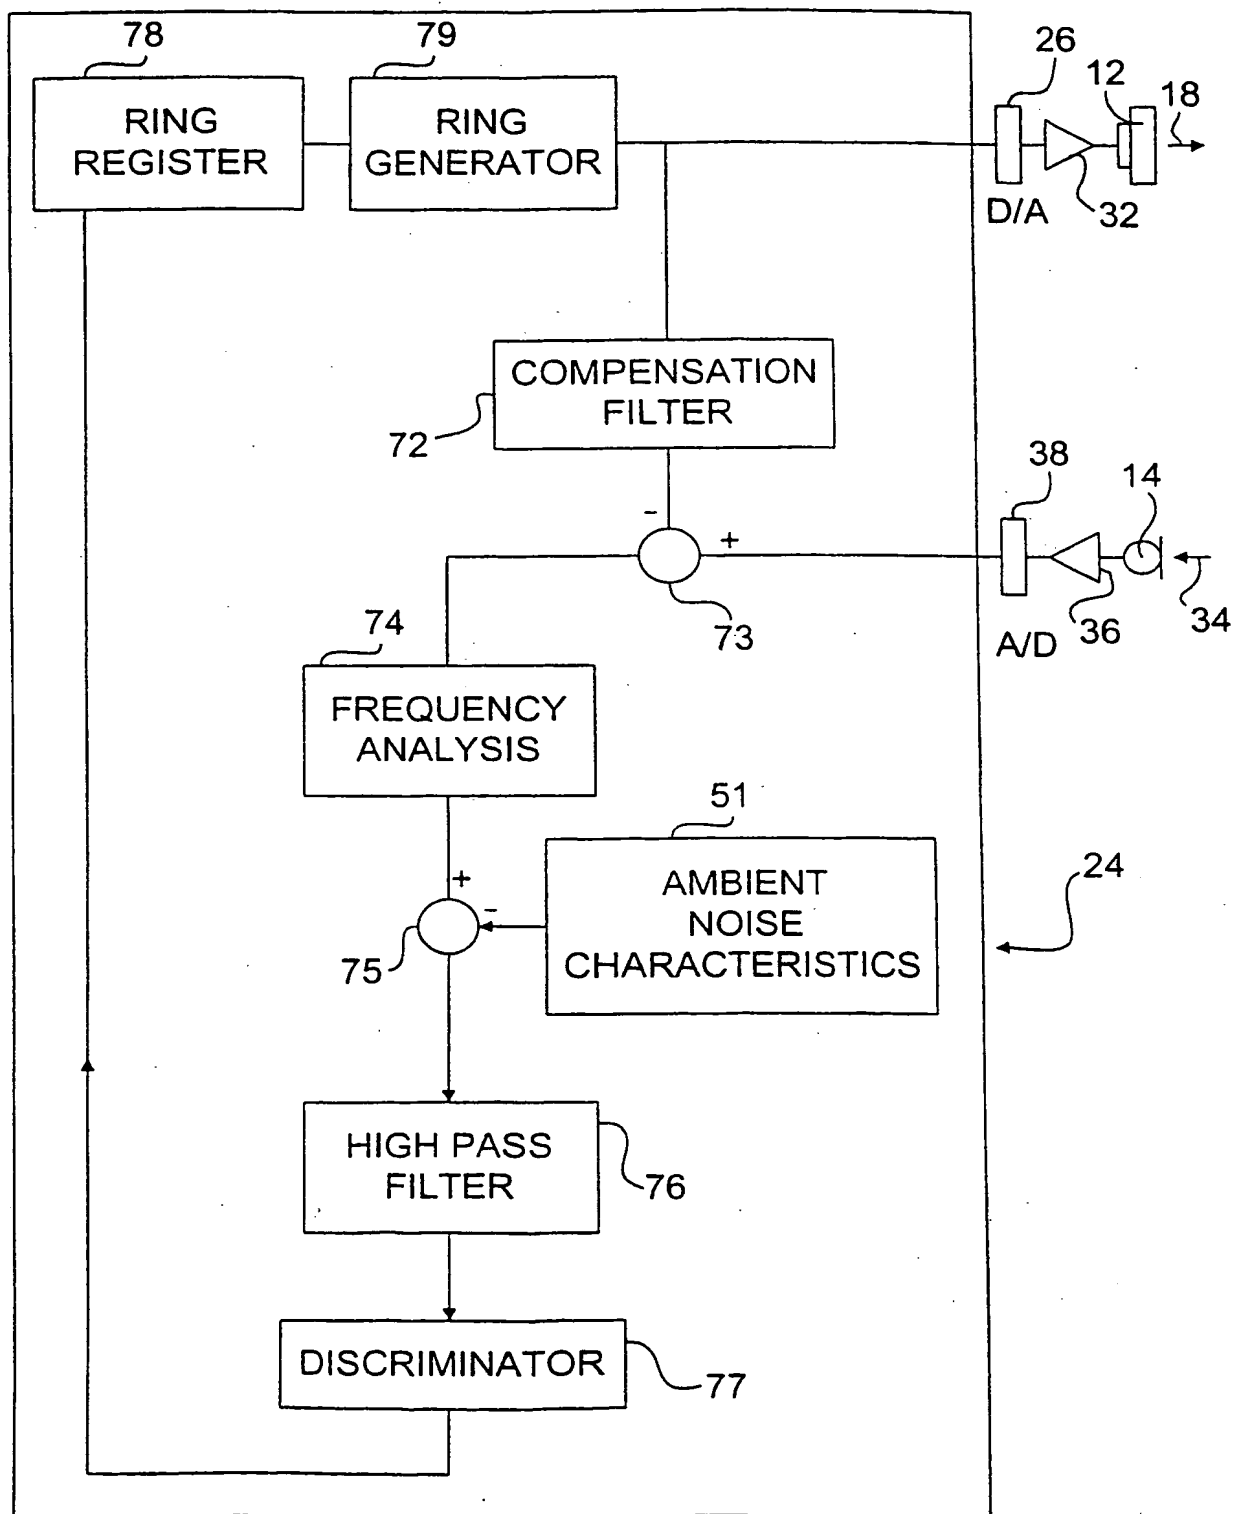 78
79
26
12
18
RING
REGISTER
RING
GENERATOR
D/A
32
COMPENSATION
FILTER
72
38
14
-
+
73
A/D
36
34
74
FREQUENCY
ANALYSIS
51
AMBIENT
NOISE
CHARACTERISTICS
24
+
-
75
HIGH PASS
FILTER
76
DISCRIMINATOR
77